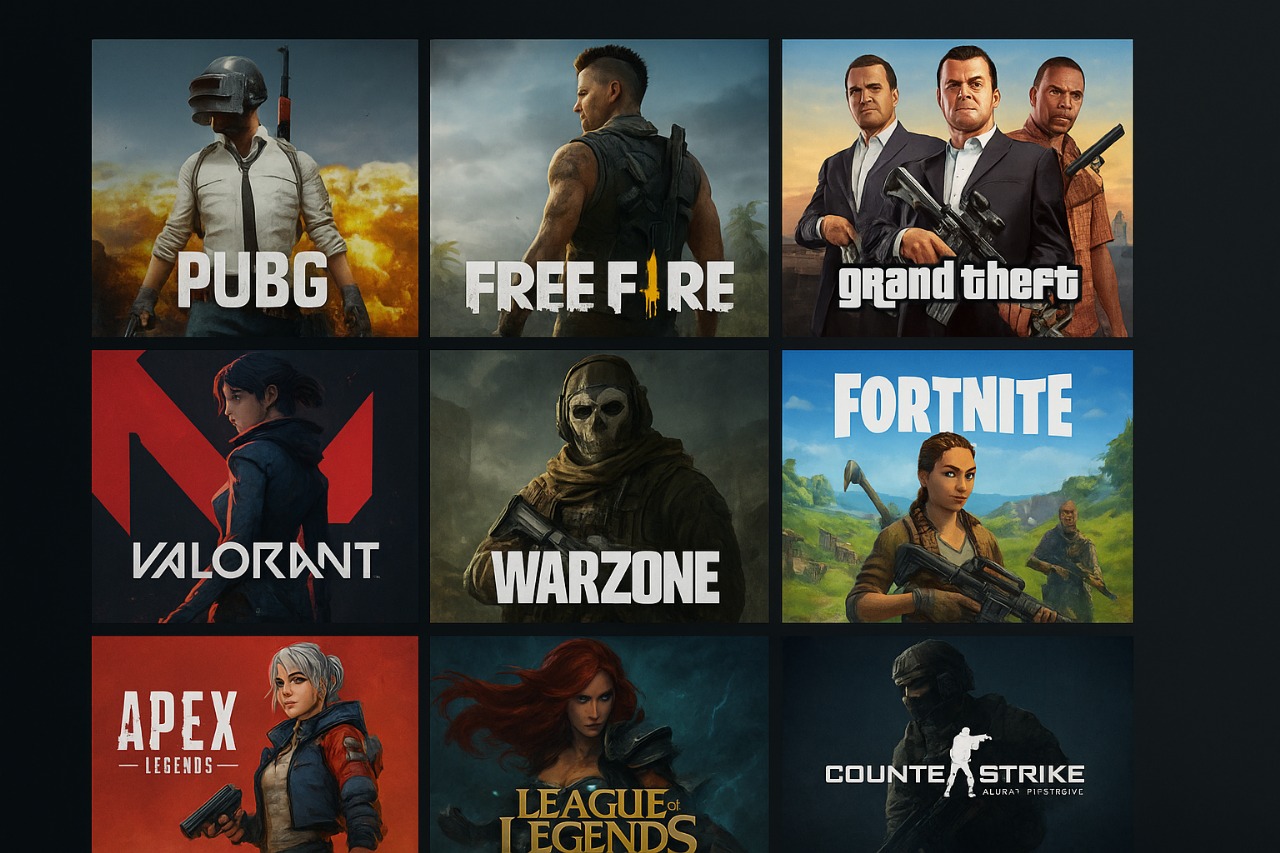 PUBG
FREE FIRE
grand theft
VALORANT
WARZONE
FORTNITE
APEX
LEGENDS
LEAGUE of
LEGENDS
COUNTE STRIKE